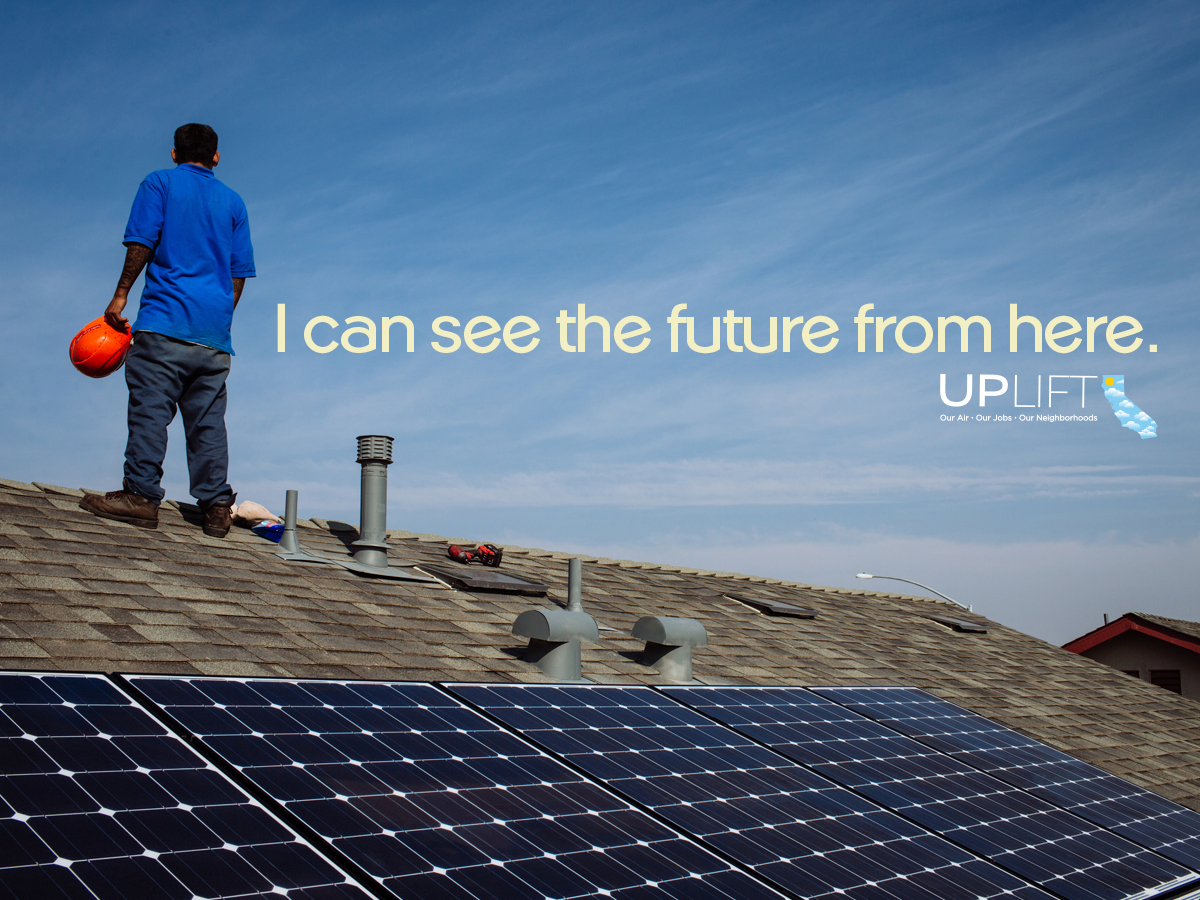 I can see the future from here.
UPLIFT
Our Air • Our Jobs • Our Neighborhoods